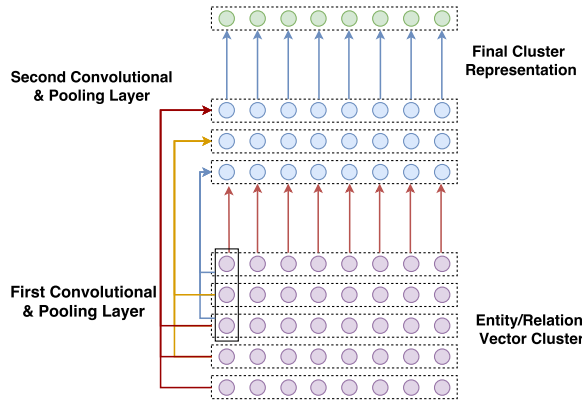 Final Cluster
Representation
Second Convolutional
& Pooling Layer
First Convolutional
& Pooling Layer
Entity/Relation
Vector Cluster